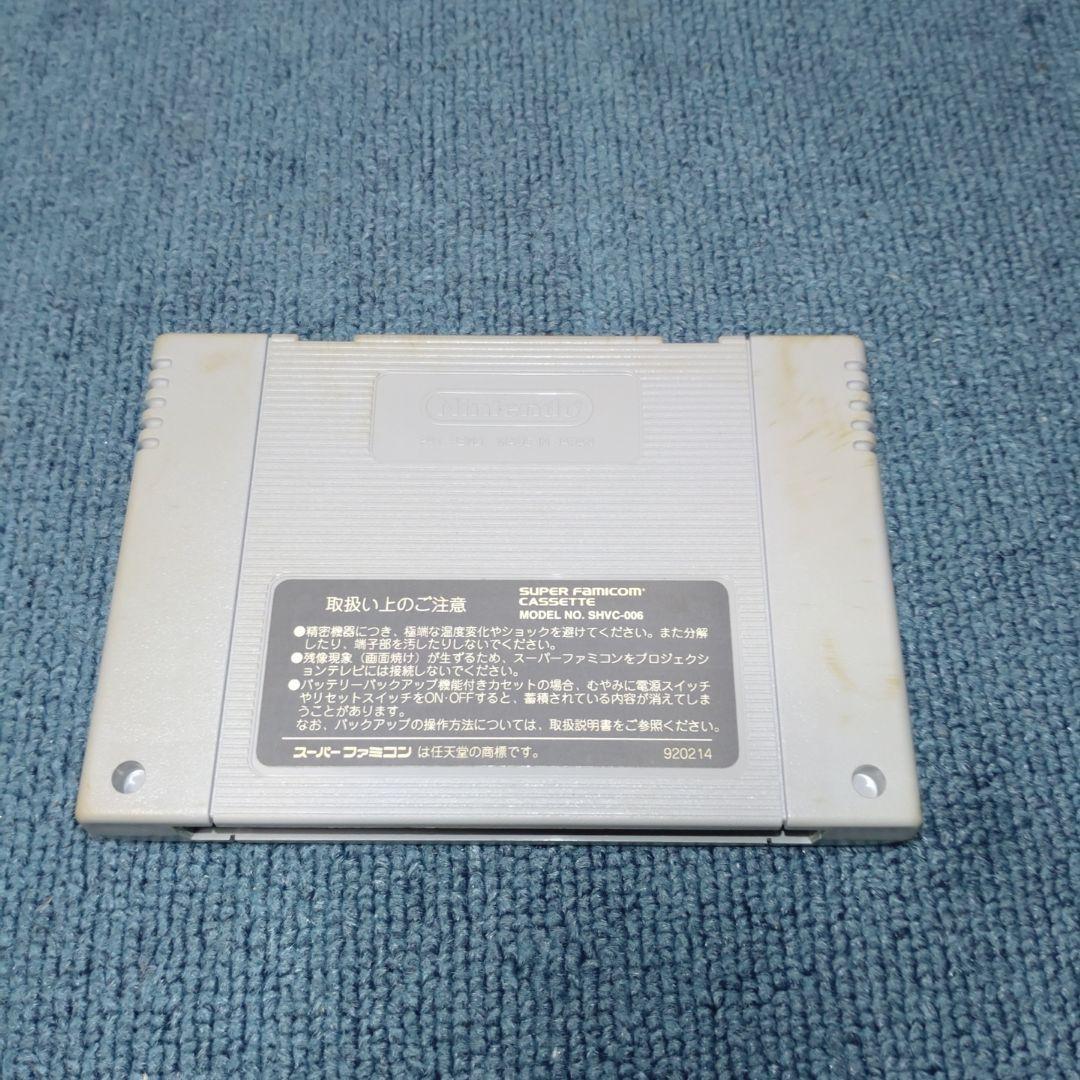 Nintendo
MADE IN JAPAN
取扱い上のご注意
SUPER FAMICOM
CASSETTE
MODEL NO. SHVC-006
●精密機器につき、極端な温度変化やショックを避けてください。また分解
したり、端子部を汚したりしないでください。
●残像現象（画面焼け）が生ずるため、スーパーファミコンをプロジェクシ
ョンテレビには接続しないでください。
●バッテリーバックアップ機能付きカセットの場合、むやみに電源スイッチ
やリセットスイッチをON・OFFすると、蓄積されている内容が消えてしま
うことがあります。
なお、バックアップの操作方法については、取扱説明書をご参照ください。
スーパーファミコン は任天堂の商標です。
920214